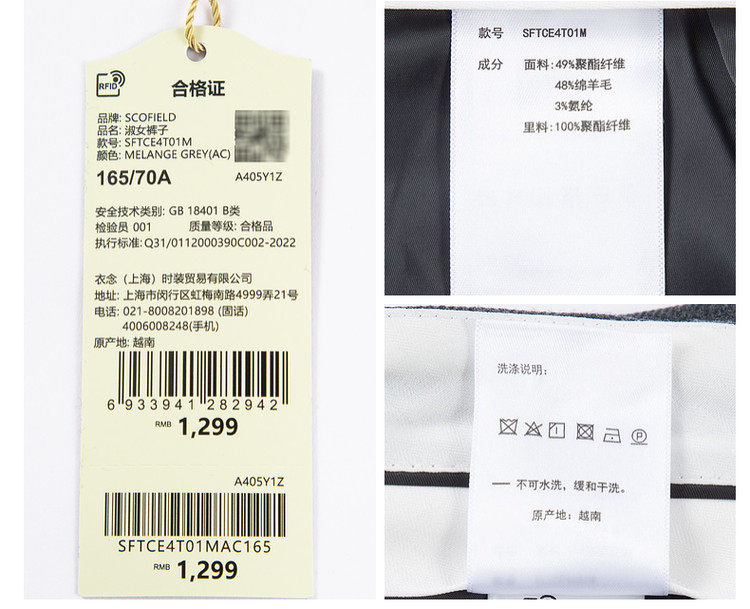 RFID
合格证
品牌: SCOFIELD
品名: 淑女裤子
款号: SFTCE4T01M
颜色: MELANGE GREY(AC)
165/70A
A405Y1Z
安全技术类别: GB 18401 B类
检验员 001 质量等级: 合格品
执行标准: Q31/0112000390C002-2022
衣念（上海）时装贸易有限公司
地址: 上海市闵行区虹梅南路4999弄21号
电话: 021-8008201898 (固话)
4006008248(手机)
原产地: 越南
6 933941 282942
RMB 1,299
A405Y1Z
SFTCE4T01MAC165
RMB 1,299
款号 SFTCE4T01M
成分 面料:49%聚酯纤维
48%绵羊毛
3%氨纶
里料:100%聚酯纤维
洗涤说明:
P
— 不可水洗，缓和干洗。
原产地: 越南